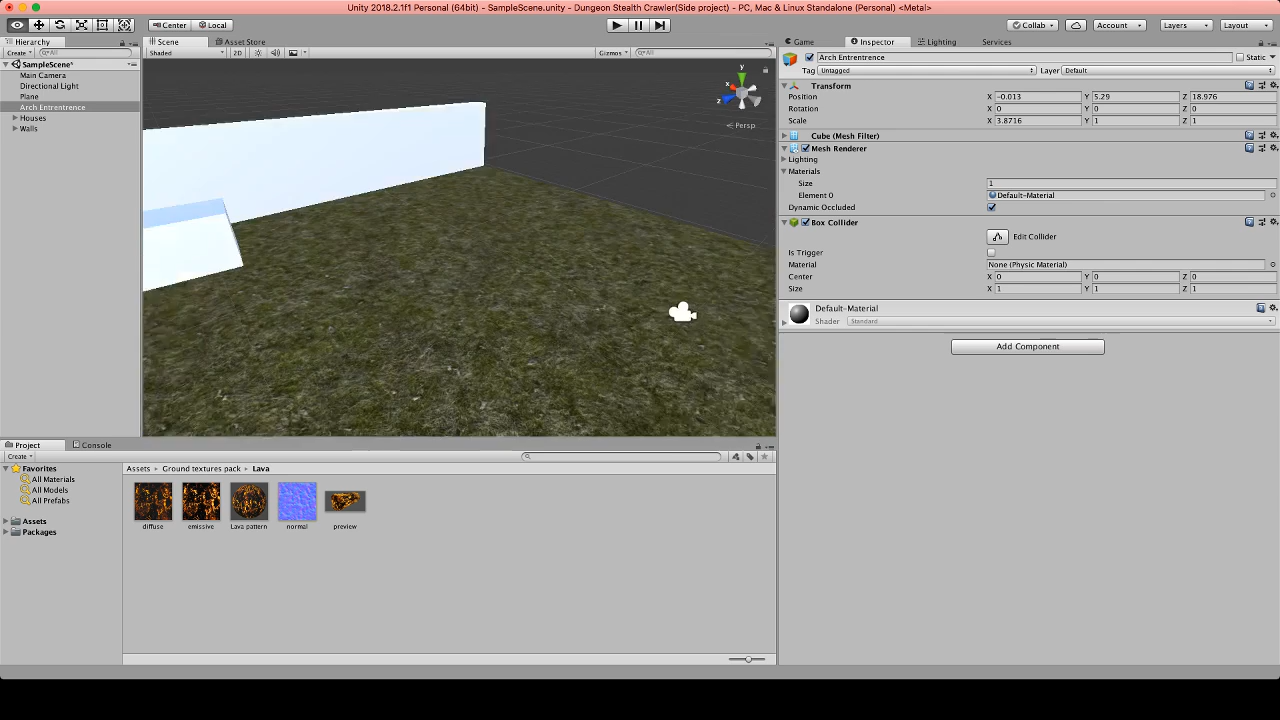 Unity 2018.2.1f1 Personal (64bit) - SampleScene.unity - Dungeon Stealth Crawler(Side project) - PC, Mac & Linux Standalone (Personal) <Metal>
Center Local Collab Account Layers Layout
Hierarchy
Create All
SampleScene*
Main Camera
Directional Light
Plane
Arch Entrentrence
Houses
Walls
Scene Asset Store
Shaded 2D Gizmos All
y
x
z
Persp
Game Inspector Lighting Services
Arch Entrentrence Static
Tag Untagged Layer Default
Transform
Position X -0.013 Y 5.29 Z 18.976
Rotation X 0 Y 0 Z 0
Scale X 3.8716 Y 1 Z 1
Cube (Mesh Filter)
Mesh Renderer
Lighting
Materials
Size 1
Element 0 Default-Material
Dynamic Occluded
Box Collider
Edit Collider
Is Trigger
Material None (Physic Material)
Center X 0 Y 0 Z 0
Size X 1 Y 1 Z 1
Default-Material
Shader Standard
Add Component
Project Console
Create
Favorites
All Materials
All Models
All Prefabs
Assets
Packages
Assets Ground textures pack Lava
diffuse emissive Lava pattern normal preview